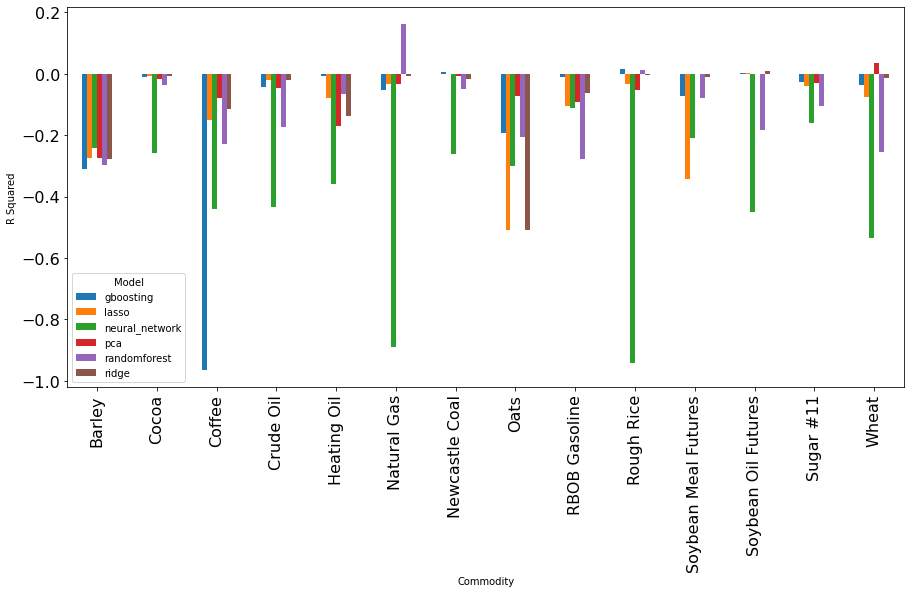 0.2
0.0
−0.2
−0.4
−0.6
−0.8
−1.0
R Squared
Model
gboosting
lasso
neural_network
pca
randomforest
ridge
Barley
Cocoa
Coffee
Crude Oil
Heating Oil
Natural Gas
Newcastle Coal
Oats
RBOB Gasoline
Rough Rice
Soybean Meal Futures
Soybean Oil Futures
Sugar #11
Wheat
Commodity